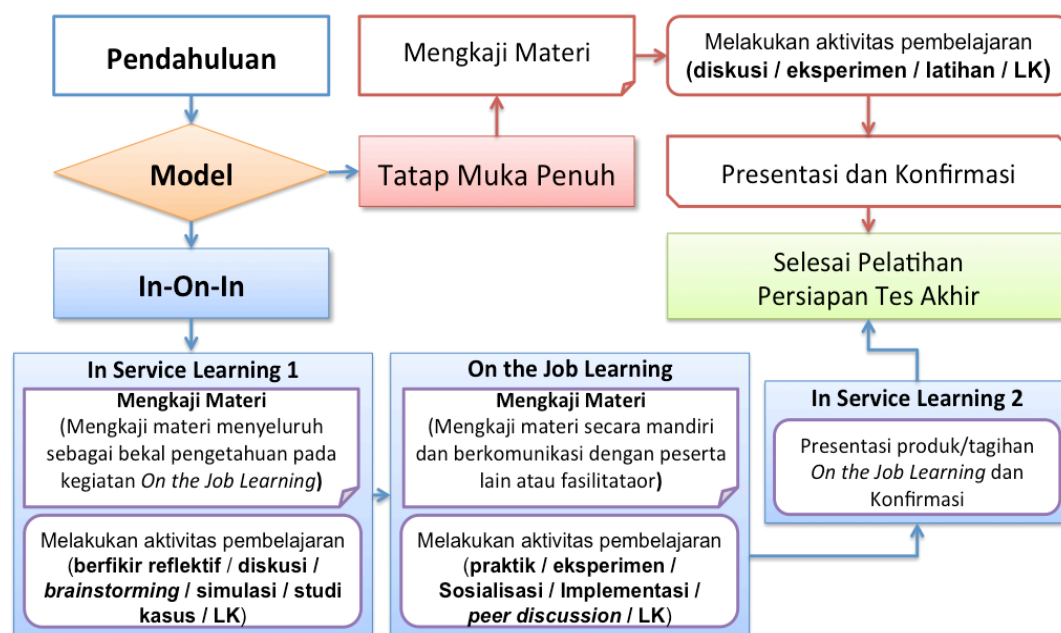 Pendahuluan
Model
Tatap Muka Penuh
Mengkaji Materi
Melakukan aktivitas pembelajaran
(diskusi / eksperimen / latihan / LK)
Presentasi dan Konfirmasi
Selesai Pelatihan
Persiapan Tes Akhir
In-On-In
In Service Learning 1
Mengkaji Materi
(Mengkaji materi menyeluruh
sebagai bekal pengetahuan pada
kegiatan On the Job Learning)
Melakukan aktivitas pembelajaran
(berfikir reflektif / diskusi /
brainstorming / simulasi / studi
kasus / LK)
On the Job Learning
Mengkaji Materi
(Mengkaji materi secara mandiri
dan berkomunikasi dengan peserta
lain atau fasilitataor)
Melakukan aktivitas pembelajaran
(praktik / eksperimen /
Sosialisasi / Implementasi /
peer discussion / LK)
In Service Learning 2
Presentasi produk/tagihan
On the Job Learning dan
Konfirmasi